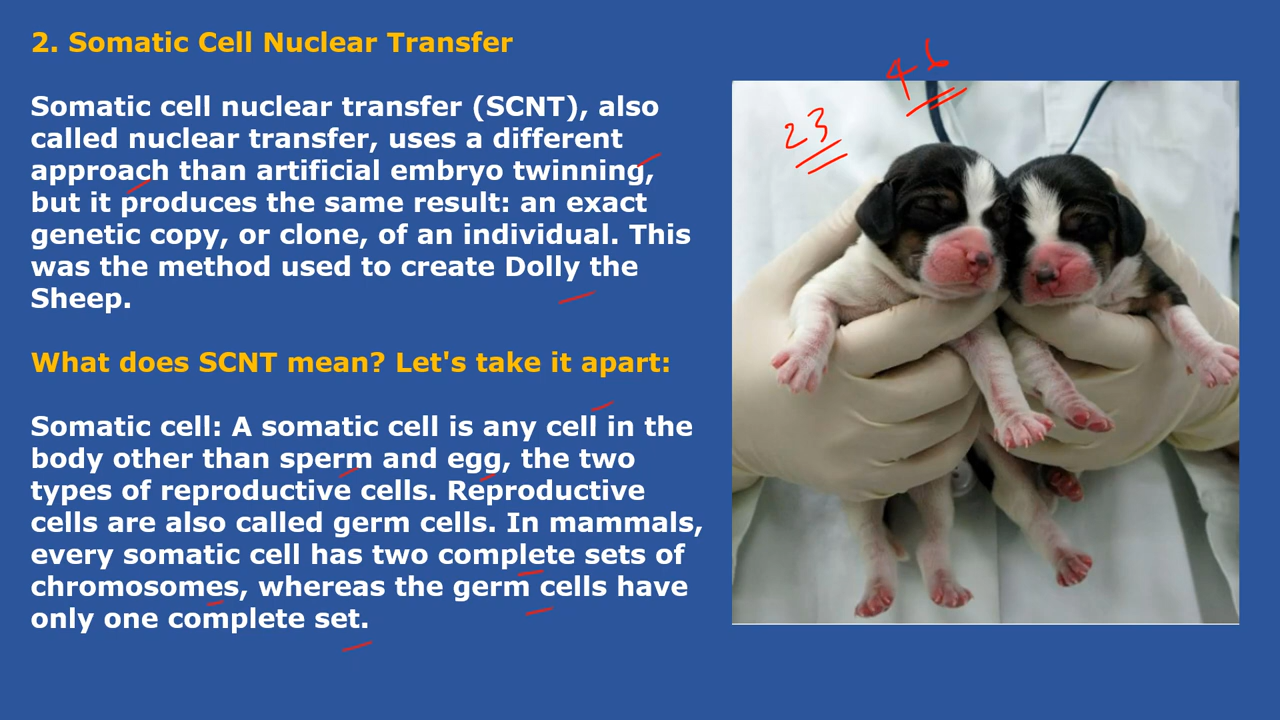 2. Somatic Cell Nuclear Transfer
Somatic cell nuclear transfer (SCNT), also
called nuclear transfer, uses a different
approach than artificial embryo twinning,
but it produces the same result: an exact
genetic copy, or clone, of an individual. This
was the method used to create Dolly the
Sheep.
What does SCNT mean? Let's take it apart:
Somatic cell: A somatic cell is any cell in the
body other than sperm and egg, the two
types of reproductive cells. Reproductive
cells are also called germ cells. In mammals,
every somatic cell has two complete sets of
chromosomes, whereas the germ cells have
only one complete set.
46
23